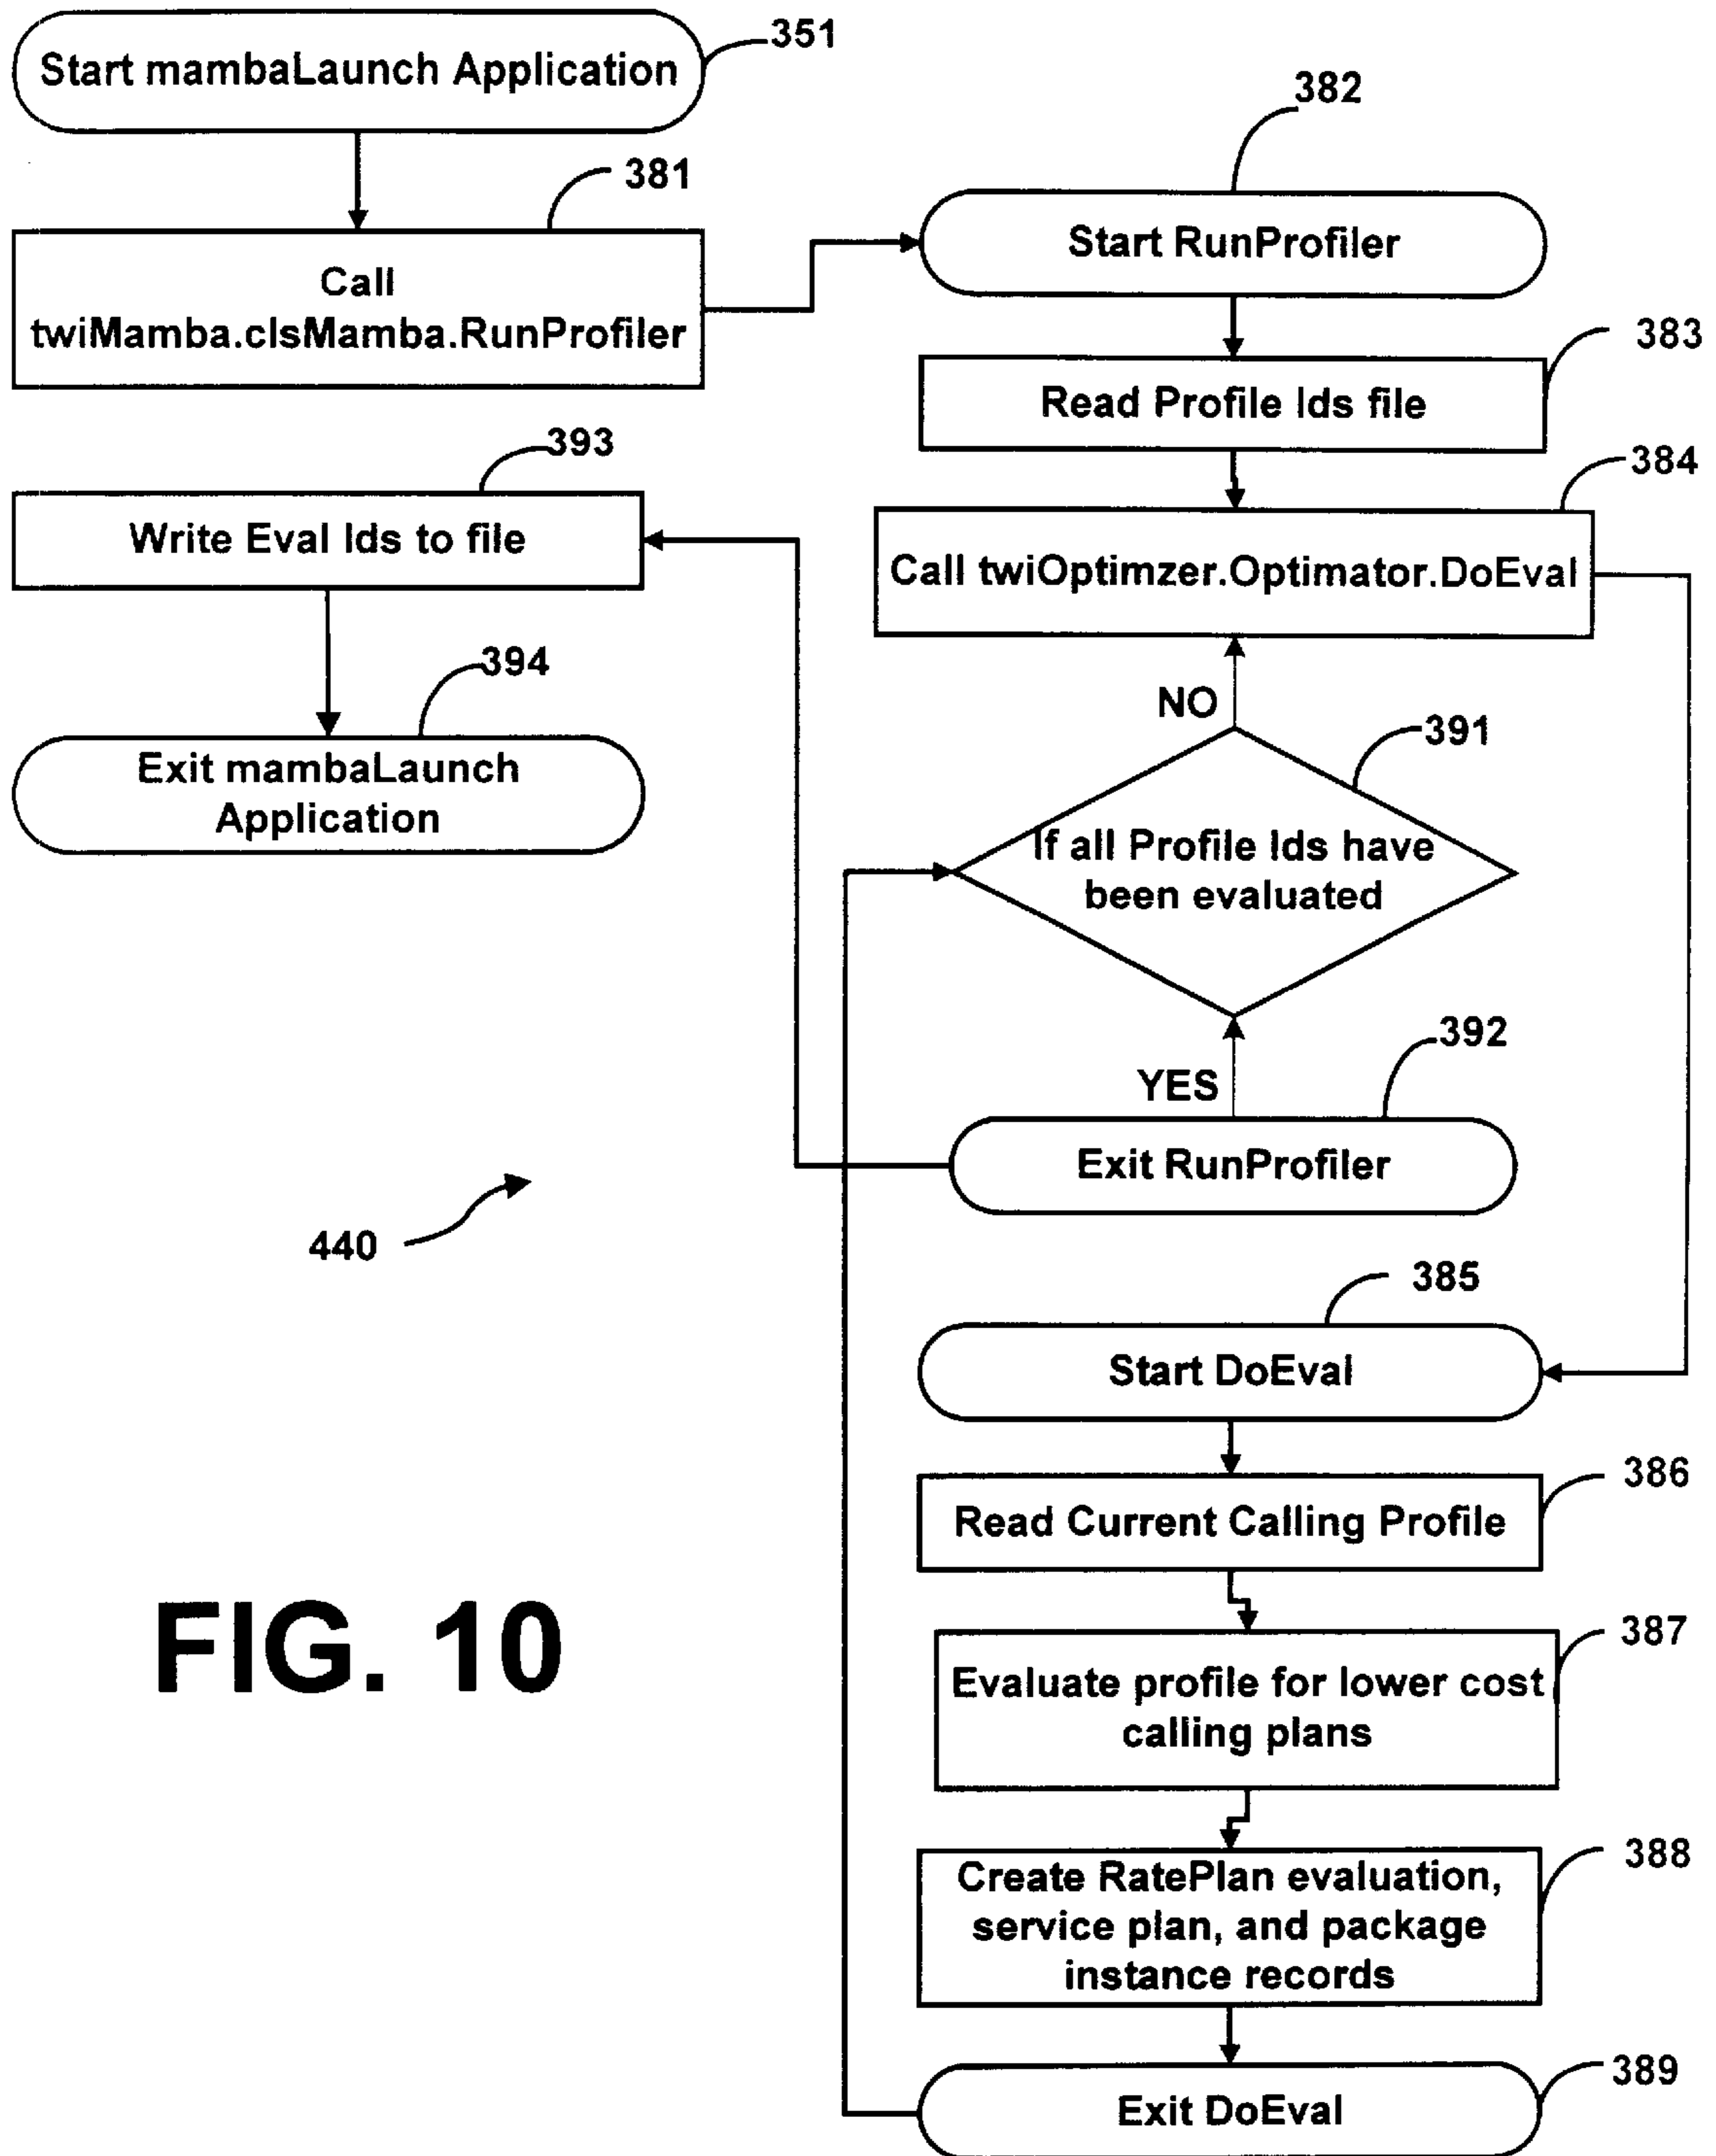 Start mambaLaunch Application
351
381
Call
twiMamba.clsMamba.RunProfiler
382
Start RunProfiler
383
Read Profile Ids file
384
Call twiOptimzer.Optimator.DoEval
393
Write Eval Ids to file
394
Exit mambaLaunch
Application
NO
391
If all Profile Ids have
been evaluated
392
YES
Exit RunProfiler
440
385
Start DoEval
386
Read Current Calling Profile
387
Evaluate profile for lower cost
calling plans
388
Create RatePlan evaluation,
service plan, and package
instance records
389
Exit DoEval
FIG. 10